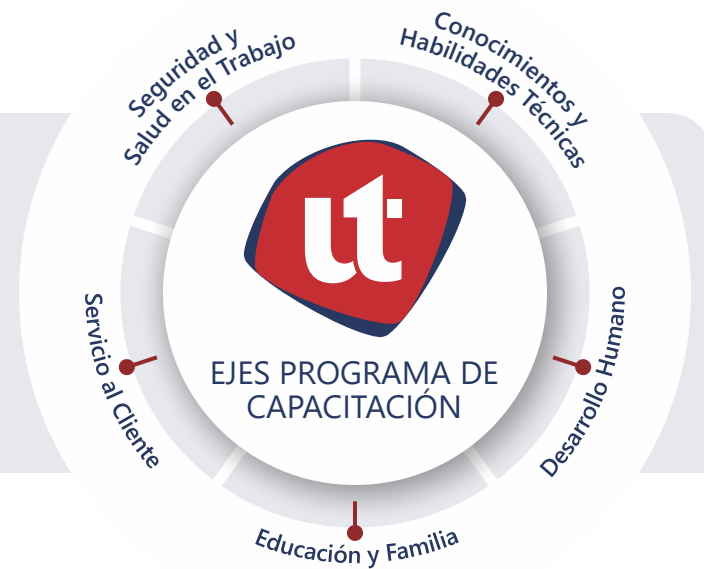 Seguridad y
Salud en el Trabajo
Conocimientos y
Habilidades Técnicas
ut
EJES PROGRAMA DE
CAPACITACIÓN
Servicio al Cliente
Desarrollo Humano
Educación y Familia